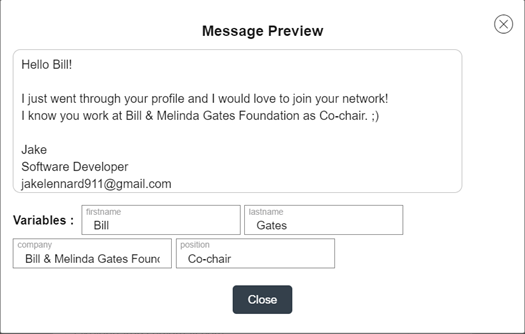 Message Preview
Hello Bill!
I just went through your profile and I would love to join your network!
I know you work at Bill & Melinda Gates Foundation as Co-chair. ;)
Jake
Software Developer
jakelennard911@gmail.com
Variables :
firstname
Bill
lastname
Gates
company
Bill & Melinda Gates Found
position
Co-chair
Close